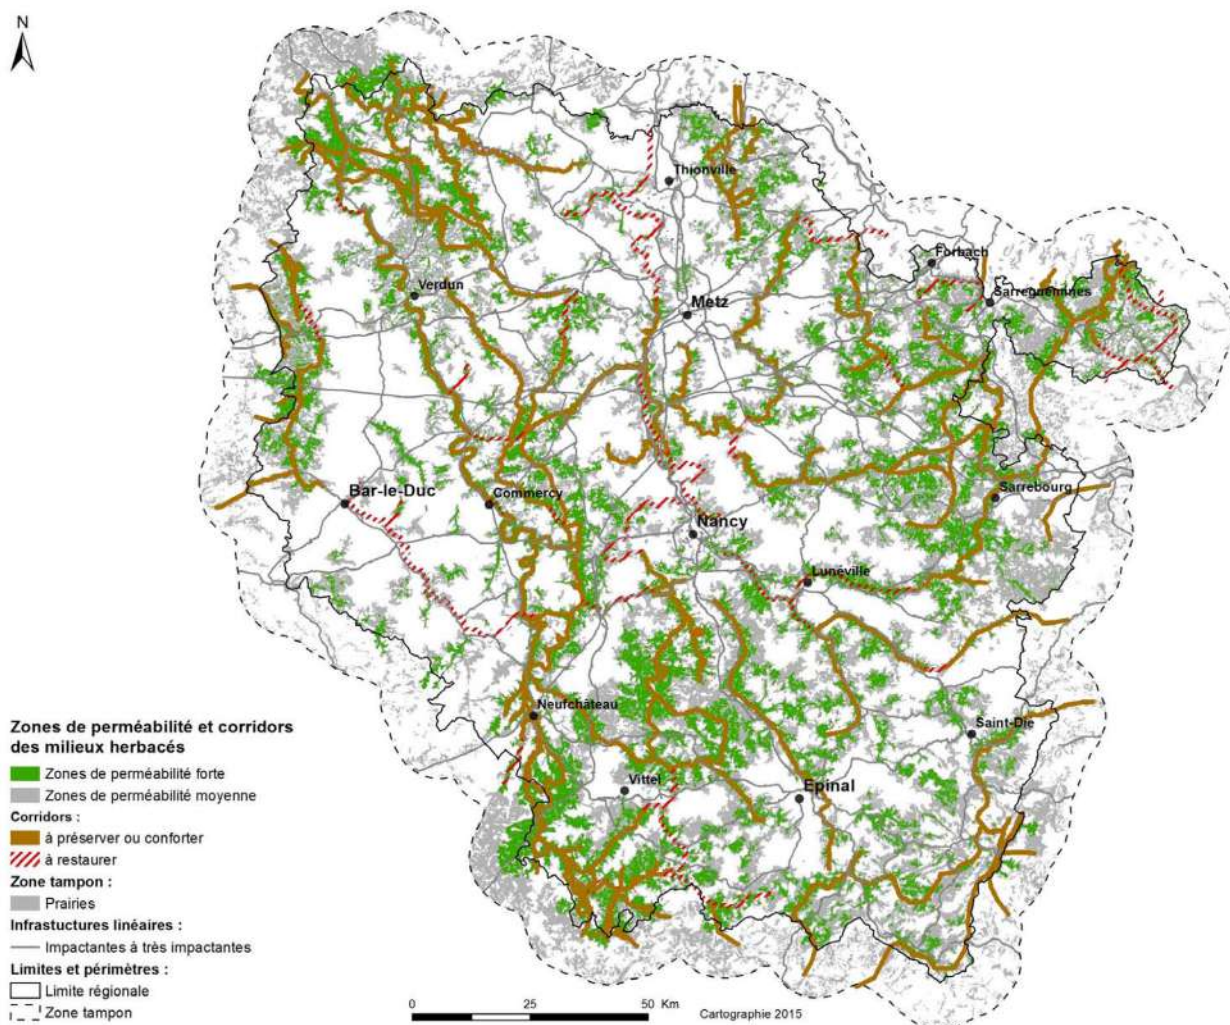 N
Thionville
Forbach
Sarreguemines
Verdun
Metz
Bar-le-Duc
Commercy
Sarrebourg
Nancy
Lunéville
Neufchâteau
Saint-Dié
Vittel
Epinal
Zones de perméabilité et corridors
des milieux herbacés
Zones de perméabilité forte
Zones de perméabilité moyenne
Corridors :
à préserver ou conforter
à restaurer
Zone tampon :
Prairies
Infrastuctures linéaires :
Impactantes à très impactantes
Limites et périmètres :
Limite régionale
Zone tampon
0 25 50 Km
Cartographie 2015